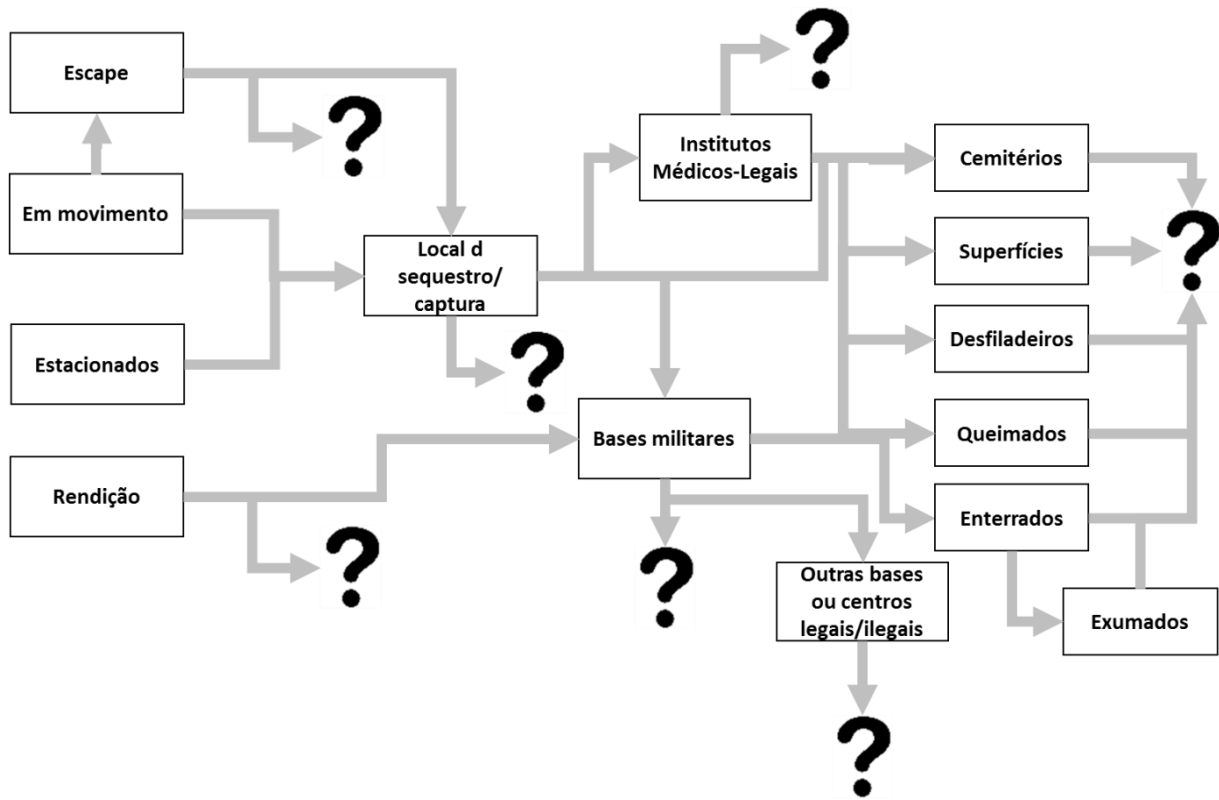 Escape
?
?
Institutos
Médicos-Legais
Cemitérios
Em movimento
Local d
sequestro/
captura
Superfícies
?
Estacionados
?
Desfiladeiros
Bases militares
Queimados
Rendição
?
?
Enterrados
Outras bases
ou centros
legais/ilegais
Exumados
?